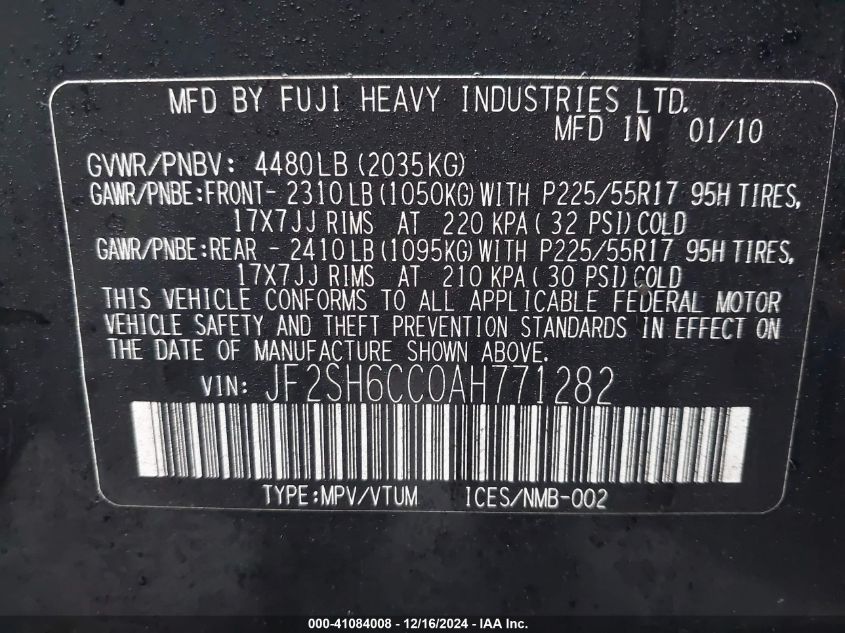 MFD BY FUJI HEAVY INDUSTRIES LTD.
MFD IN 01/10
GVWR/PNBV: 4480LB (2035KG)
GAWR/PNBE:FRONT- 2310LB (1050KG) WITH P225/55R17 95H TIRES,
17X7JJ RIMS AT 220 KPA ( 32 PSI) COLD
GAWR/PNBE:REAR - 2410LB (1095KG) WITH P225/55R17 95H TIRES,
17X7JJ RIMS AT 210 KPA ( 30 PSI) COLD
THIS VEHICLE CONFORMS TO ALL APPLICABLE FEDERAL MOTOR
VEHICLE SAFETY AND THEFT PREVENTION STANDARDS IN EFFECT ON
THE DATE OF MANUFACTURE SHOWN ABOVE.
VIN: JF2SH6CC0AH771282
TYPE:MPV/VTUM ICES/NMB-002
000-41084008 - 12/16/2024 - IAA Inc.